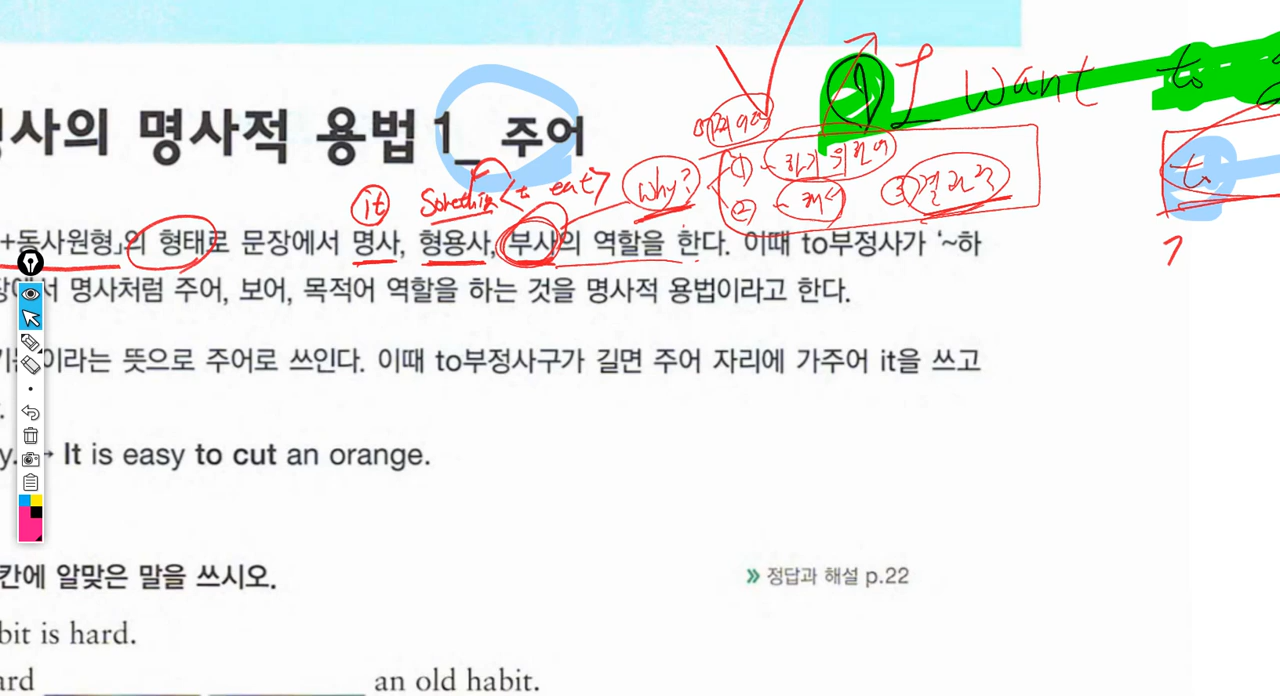 I want to
사의 명사적 용법 1_ 주어
① ~하기 위하여
it Something <to eat> Why? ② ~해서 ③ 결과적
to
+동사원형」의 형태로 문장에서 명사, 형용사, 부사의 역할을 한다. 이때 to부정사가 '~하
서 명사처럼 주어, 보어, 목적어 역할을 하는 것을 명사적 용법이라고 한다.
이라는 뜻으로 주어로 쓰인다. 이때 to부정사구가 길면 주어 자리에 가주어 it을 쓰고
y. → It is easy to cut an orange.
칸에 알맞은 말을 쓰시오.
» 정답과 해설 p.22
bit is hard.
ard ________ ________ an old habit.